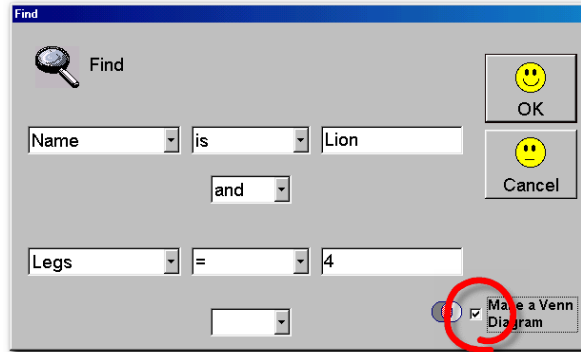 Find
Find
OK
Name is Lion
and
Cancel
Legs = 4
Make a Venn
Diagram